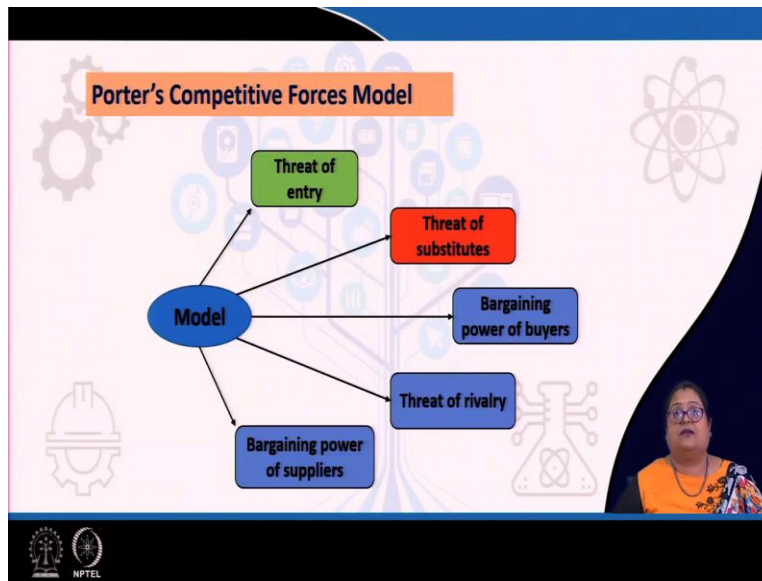 Porter's Competitive Forces Model
Threat of
entry
Threat of
substitutes
Model
Bargaining
power of buyers
Threat of rivalry
Bargaining power
of suppliers
NPTEL